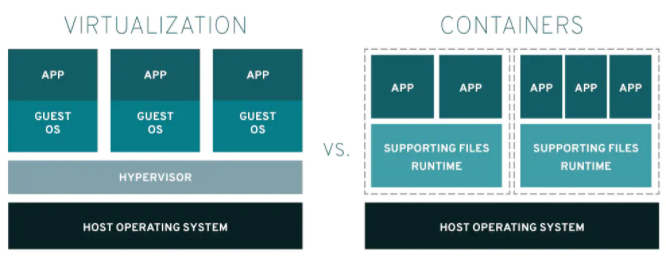 VIRTUALIZATION
APP
APP
APP
GUEST
OS
GUEST
OS
GUEST
OS
HYPERVISOR
HOST OPERATING SYSTEM
VS.
CONTAINERS
APP
APP
APP
APP
APP
SUPPORTING FILES
RUNTIME
SUPPORTING FILES
RUNTIME
HOST OPERATING SYSTEM